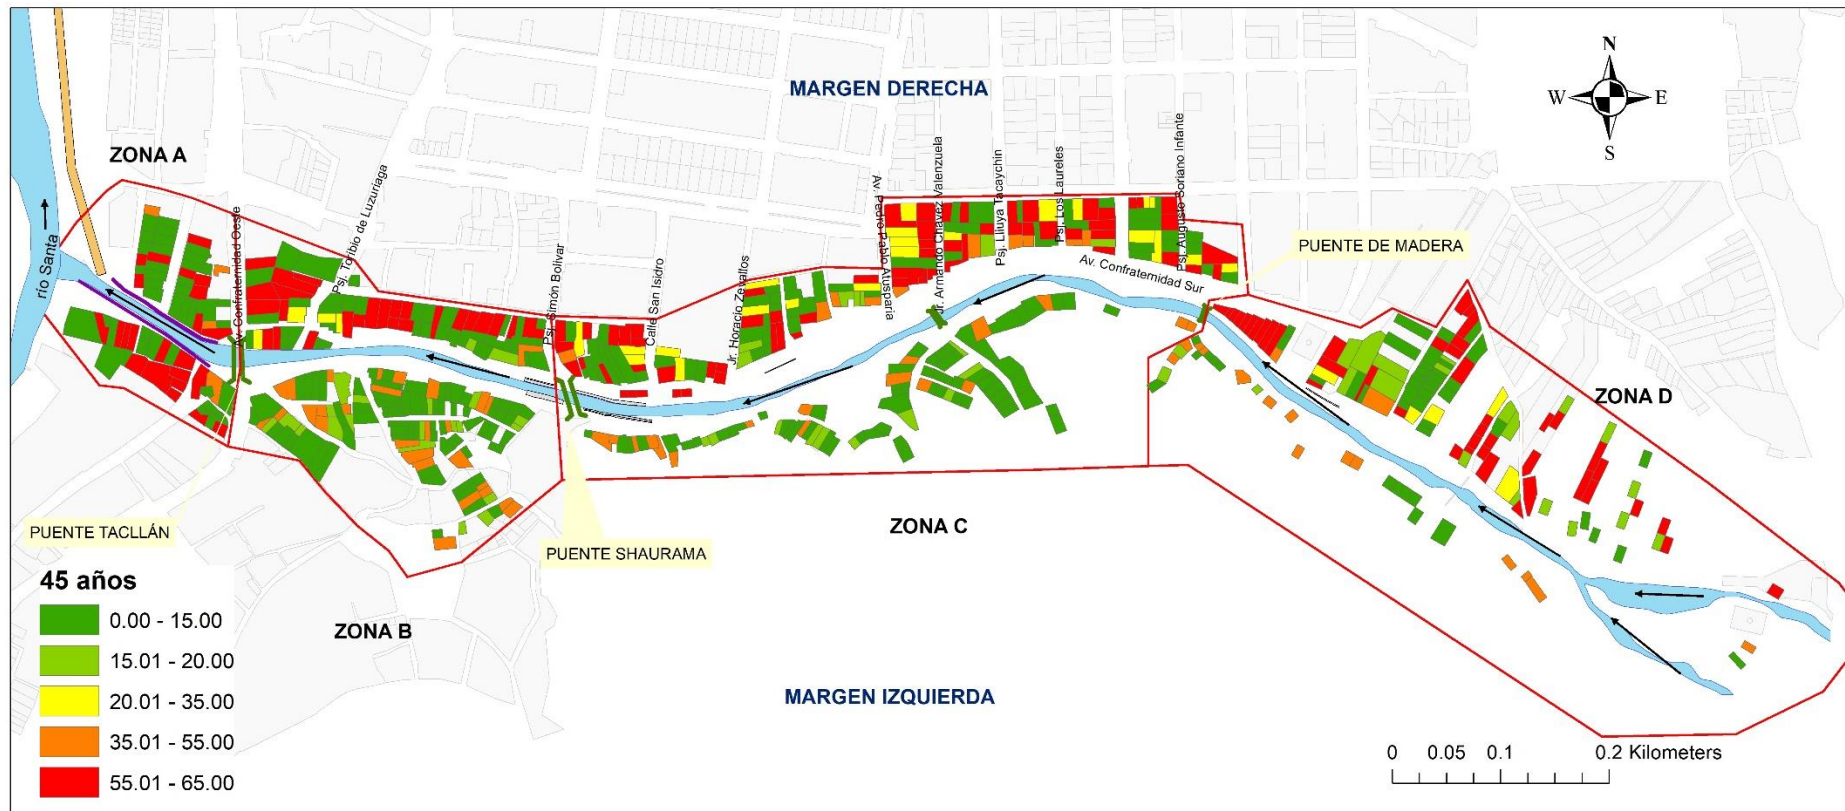 N
W E
S
MARGEN DERECHA
ZONA A
río Santa
Av. Confraternidad Oeste
Psj. Toribio de Luzuriaga
Psj. Simón Bolivar
Calle San Isidro
Jr. Horacio Zevallos
Av. Pedro Pablo Atusparia
Jr. Armando Chavez Valenzuela
Psj. Lliuya Tacaychin
Psj. Los Laureles
Psj. Augusto Soriano Infante
Av. Confraternidad Sur
PUENTE DE MADERA
ZONA D
PUENTE TACLLÁN
PUENTE SHAURAMA
ZONA C
ZONA B
MARGEN IZQUIERDA
45 años
0.00 - 15.00
15.01 - 20.00
20.01 - 35.00
35.01 - 55.00
55.01 - 65.00
0 0.05 0.1 0.2 Kilometers